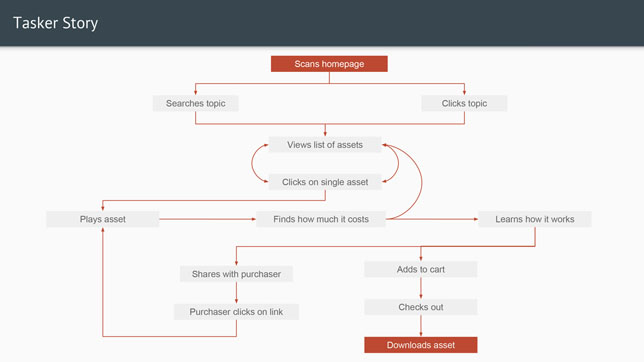 Tasker Story
Scans homepage
Searches topic
Clicks topic
Views list of assets
Clicks on single asset
Plays asset
Finds how much it costs
Learns how it works
Shares with purchaser
Adds to cart
Purchaser clicks on link
Checks out
Downloads asset